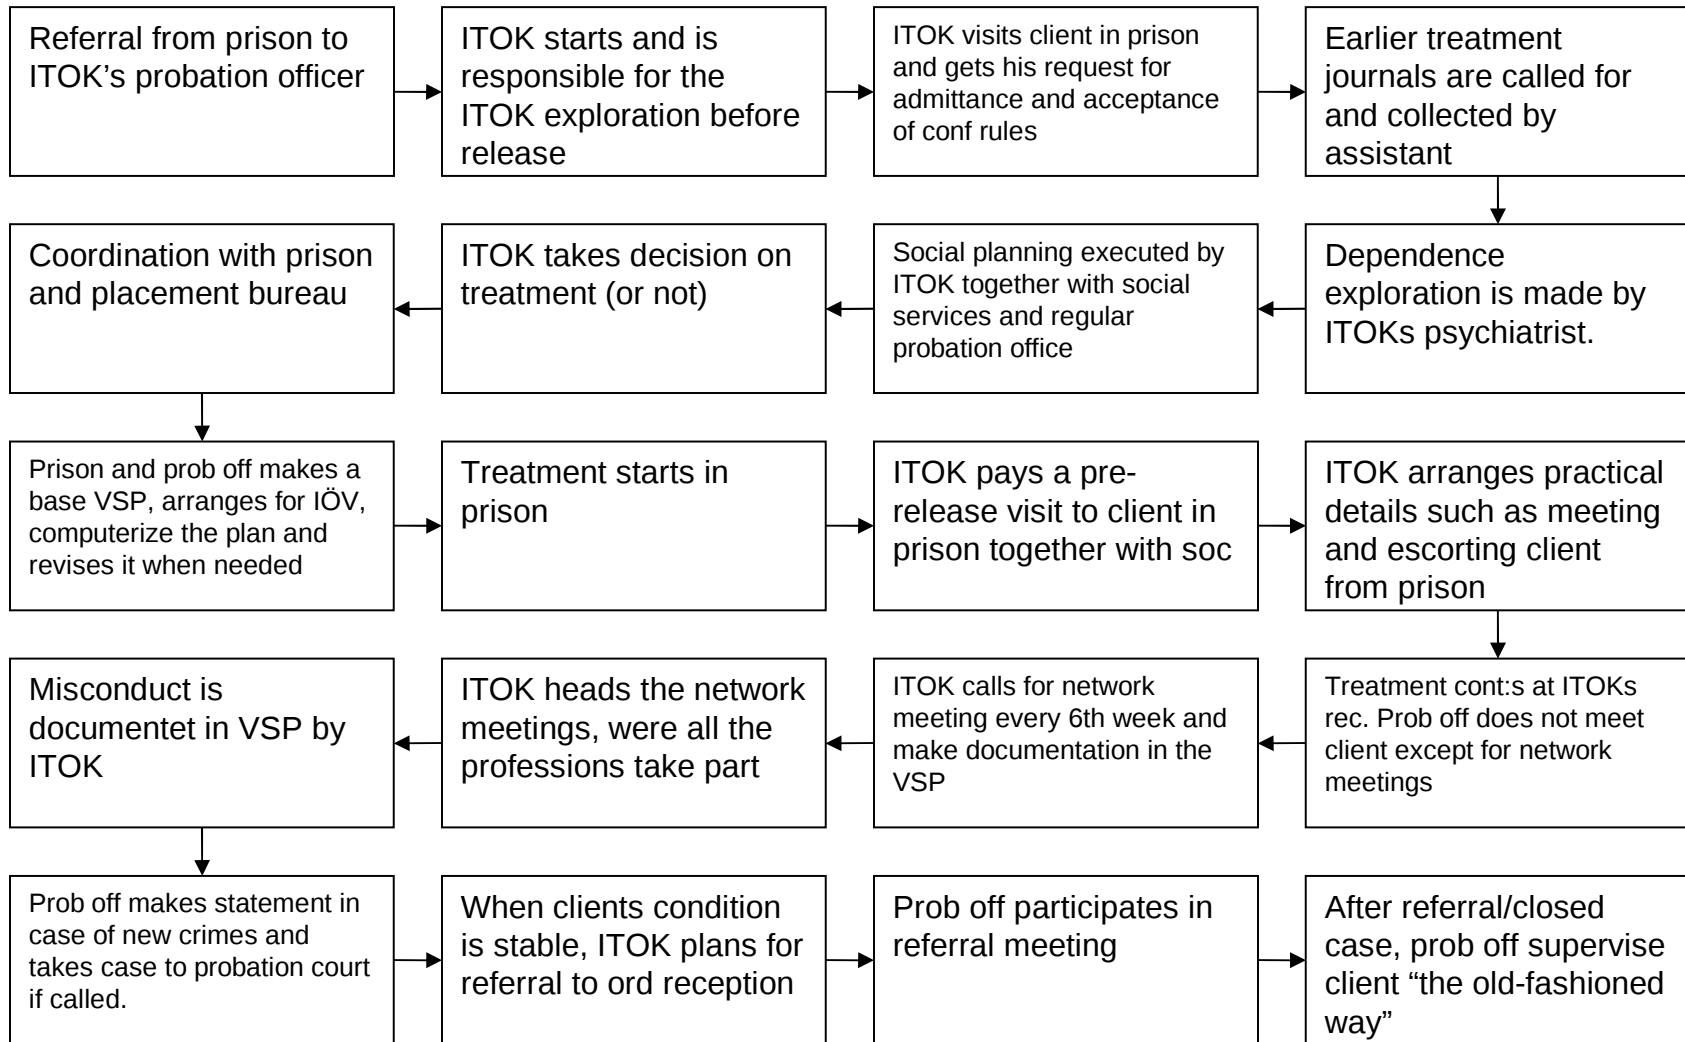 Referral from prison to
ITOK’s probation officer
ITOK starts and is
responsible for the
ITOK exploration before
release
ITOK visits client in prison
and gets his request for
admittance and acceptance
of conf rules
Earlier treatment
journals are called for
and collected by
assistant
Dependence
exploration is made by
ITOKs psychiatrist.
Social planning executed by
ITOK together with social
services and regular
probation office
ITOK takes decision on
treatment (or not)
Coordination with prison
and placement bureau
Prison and prob off makes a
base VSP, arranges for IÖV,
computerize the plan and
revises it when needed
Treatment starts in
prison
ITOK pays a pre-
release visit to client in
prison together with soc
ITOK arranges practical
details such as meeting
and escorting client
from prison
Treatment cont:s at ITOKs
rec. Prob off does not meet
client except for network
meetings
ITOK calls for network
meeting every 6th week and
make documentation in the
VSP
ITOK heads the network
meetings, were all the
professions take part
Misconduct is
documentet in VSP by
ITOK
Prob off makes statement in
case of new crimes and
takes case to probation court
if called.
When clients condition
is stable, ITOK plans for
referral to ord reception
Prob off participates in
referral meeting
After referral/closed
case, prob off supervise
client “the old-fashioned
way”